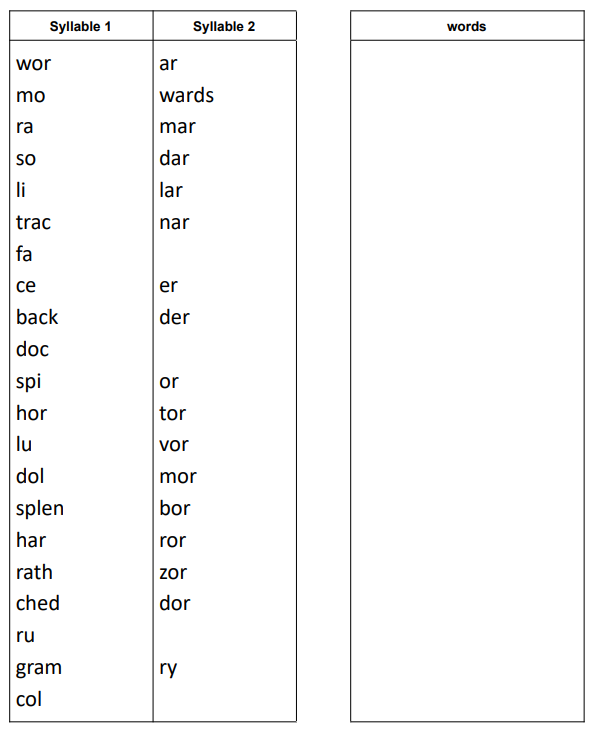 Syllable 1 Syllable 2 words
wor ar
mo wards
ra mar
so dar
li lar
trac nar
fa
ce er
back der
doc
spi or
hor tor
lu vor
dol mor
splen bor
har ror
rath zor
ched dor
ru
gram ry
col